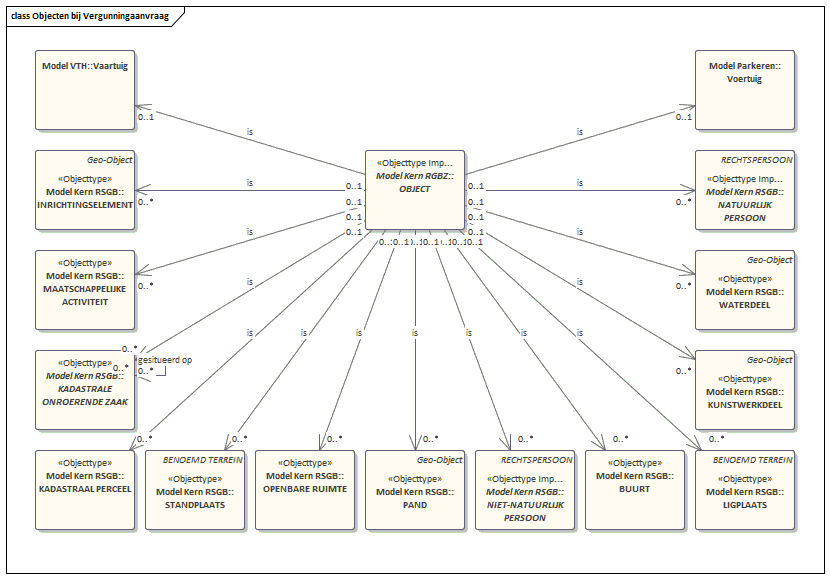 class Objecten bij Vergunningaanvraag
Model VTH::Vaartuig
Model Parkeren::
Voertuig
0..1
is
is
0..1
«Objecttype Imp...
Model Kern RGBZ::
OBJECT
Geo-Object
«Objecttype»
Model Kern RSGB::
INRICHTINGSELEMENT
0..*
is
0..1
0..1
0..1
0..1
0..1
0..1
0..1
0..1
is
0..*
RECHTSPERSOON
«Objecttype Imp...
Model Kern RSGB::
NATUURLIJK
PERSOON
«Objecttype»
Model Kern RSGB::
MAATSCHAPPELIJKE
ACTIVITEIT
0..*
is
is
0..*
Geo-Object
«Objecttype»
Model Kern RSGB::
WATERDEEL
is
is
«Objecttype»
Model Kern RSGB::
KADASTRALE
ONROERENDE ZAAK
0..*
0..*
gesitueerd op
0..*
is
is
is
is
is
is
is
0..*
Geo-Object
«Objecttype»
Model Kern RSGB::
KUNSTWERKDEEL
0..*
0..*
0..*
0..*
0..*
0..*
0..*
«Objecttype»
Model Kern RSGB::
KADASTRAAL PERCEEL
BENOEMD TERREIN
«Objecttype»
Model Kern RSGB::
STANDPLAATS
«Objecttype»
Model Kern RSGB::
OPENBARE RUIMTE
Geo-Object
«Objecttype»
Model Kern RSGB::
PAND
RECHTSPERSOON
«Objecttype Imp...
Model Kern RSGB::
NIET-NATUURLIJK
PERSOON
«Objecttype»
Model Kern RSGB::
BUURT
BENOEMD TERREIN
«Objecttype»
Model Kern RSGB::
LIGPLAATS